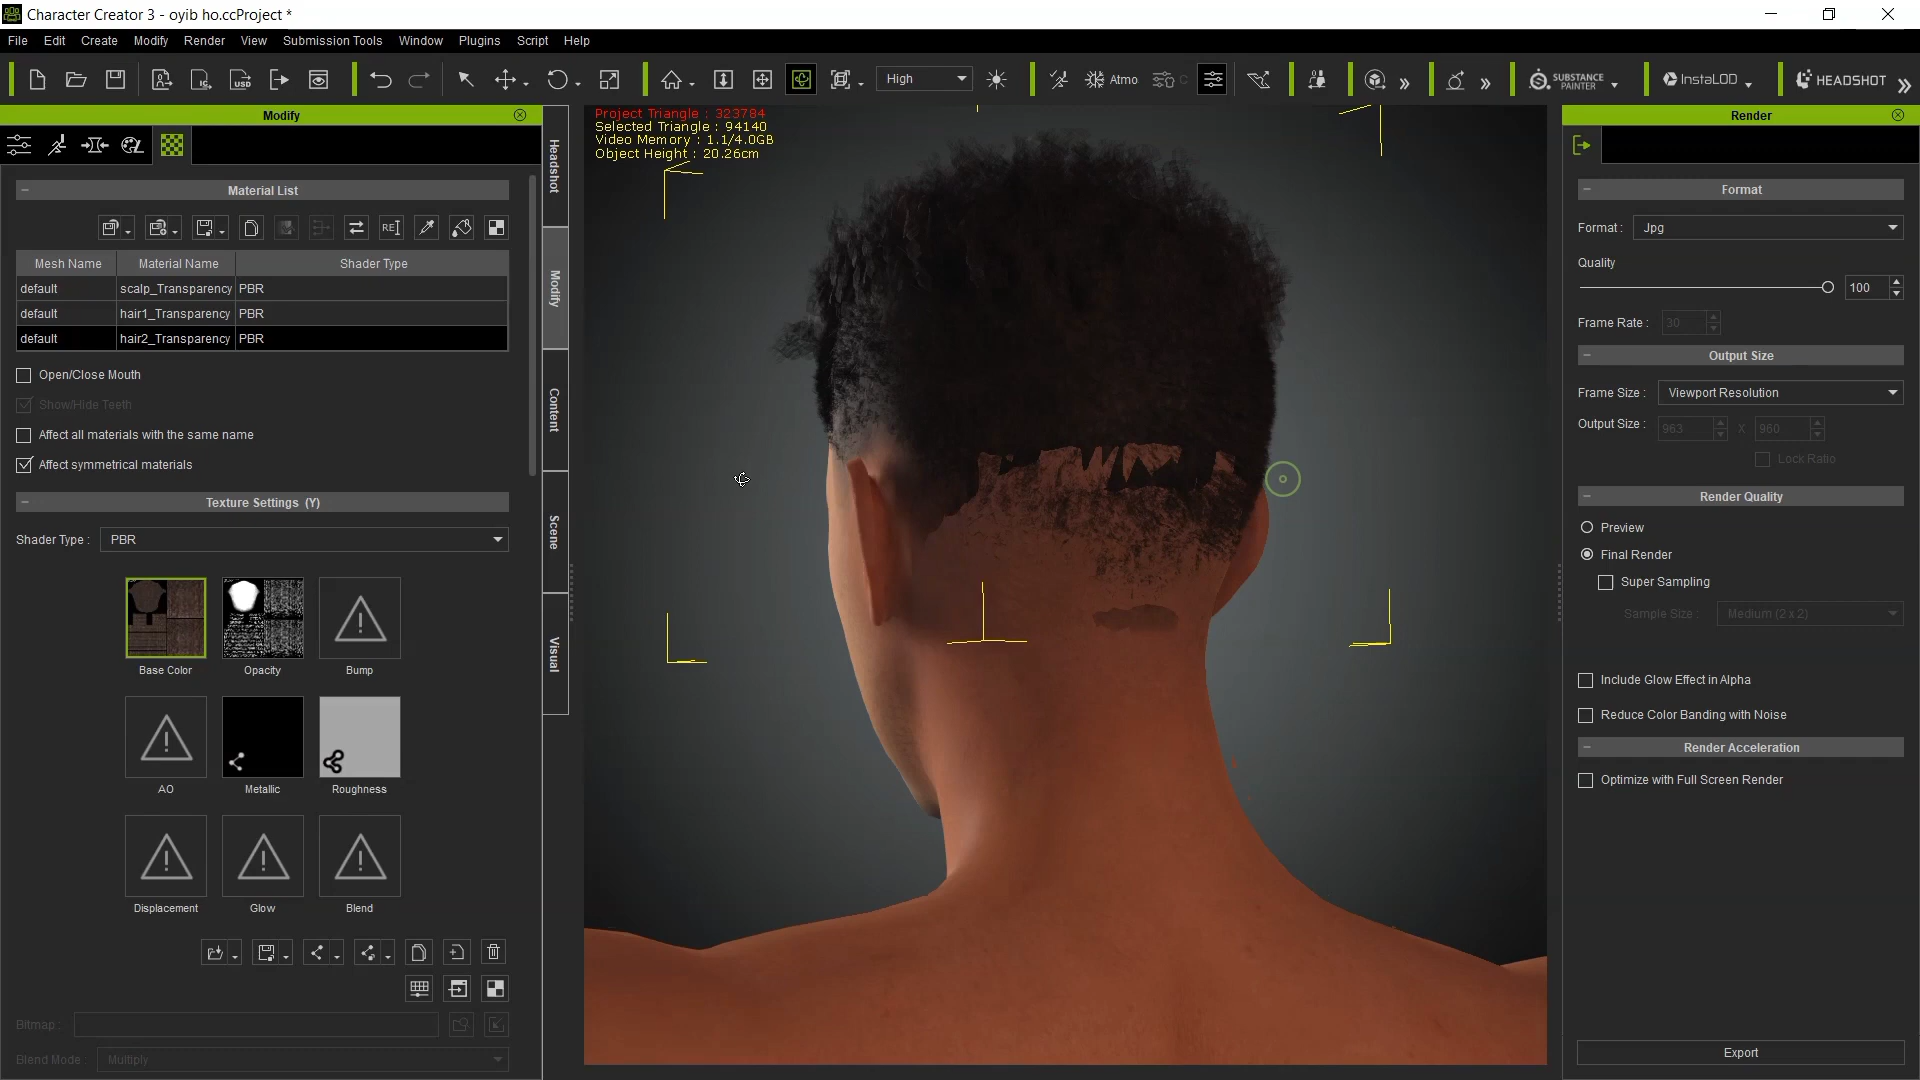 Character Creator 3 - oyib ho.ccProject *
File Edit Create Modify Render View Submission Tools Window Plugins Script Help
High
Atmo
SUBSTANCE PAINTER
InstaLOD
HEADSHOT
Modify
Material List
Mesh Name Material Name Shader Type
default scalp_Transparency PBR
default hair1_Transparency PBR
default hair2_Transparency PBR
Open/Close Mouth
Show/Hide Teeth
Affect all materials with the same name
Affect symmetrical materials
Texture Settings (Y)
Shader Type : PBR
Base Color Opacity Bump
AO Metallic Roughness
Displacement Glow Blend
Bitmap :
Blend Mode : Multiply
Headshot
Modify
Content
Scene
Visual
Project Triangle : 323784
Selected Triangle : 94140
Video Memory : 1.1/4.0GB
Object Height : 20.26cm
Render
Format
Format : Jpg
Quality
100
Frame Rate : 30
Output Size
Frame Size : Viewport Resolution
Output Size : 963 X 960
Lock Ratio
Render Quality
Preview
Final Render
Super Sampling
Sample Size : Medium (2 x 2)
Include Glow Effect in Alpha
Reduce Color Banding with Noise
Render Acceleration
Optimize with Full Screen Render
Export